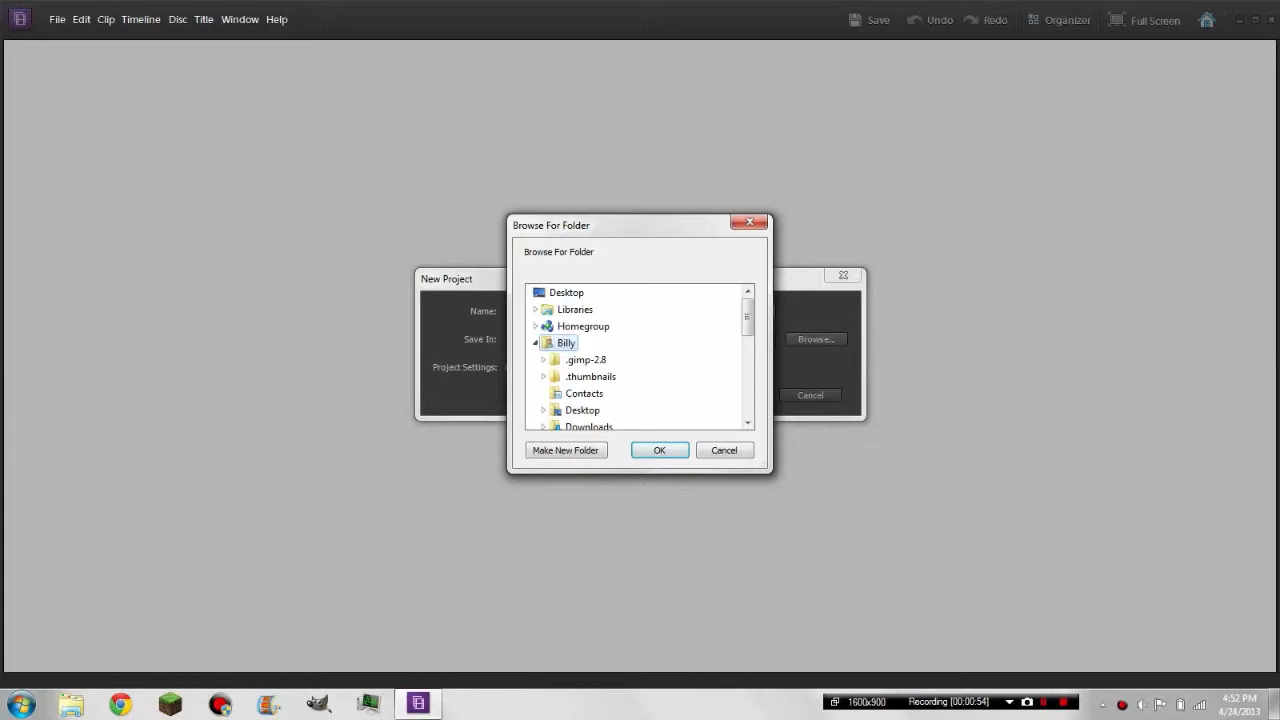 File Edit Clip Timeline Disc Title Window Help
Save Undo Redo Organizer Full Screen
Browse For Folder
Browse For Folder
New Project
Desktop
Libraries
Name:
Homegroup
Save In:
Billy
Browse...
.gimp-2.8
Project Settings:
.thumbnails
Contacts
Cancel
Desktop
Downloads
Make New Folder OK Cancel
1600x900 Recording [00:00:54]
4:52 PM
4/24/2013